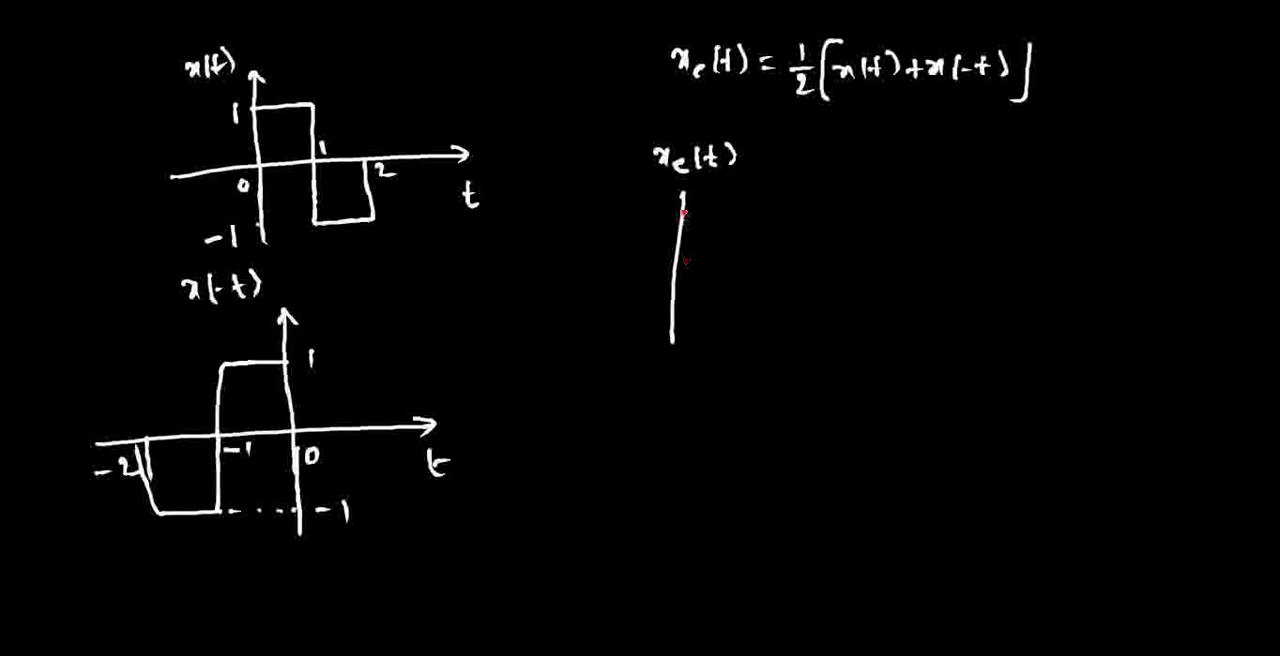 x(t)
1
1
2
0
t
-1
x(-t)
1
-2
-1
0
t
-1
xₑ(t) = 1/2 [x(t) + x(-t)]
xₑ(t)